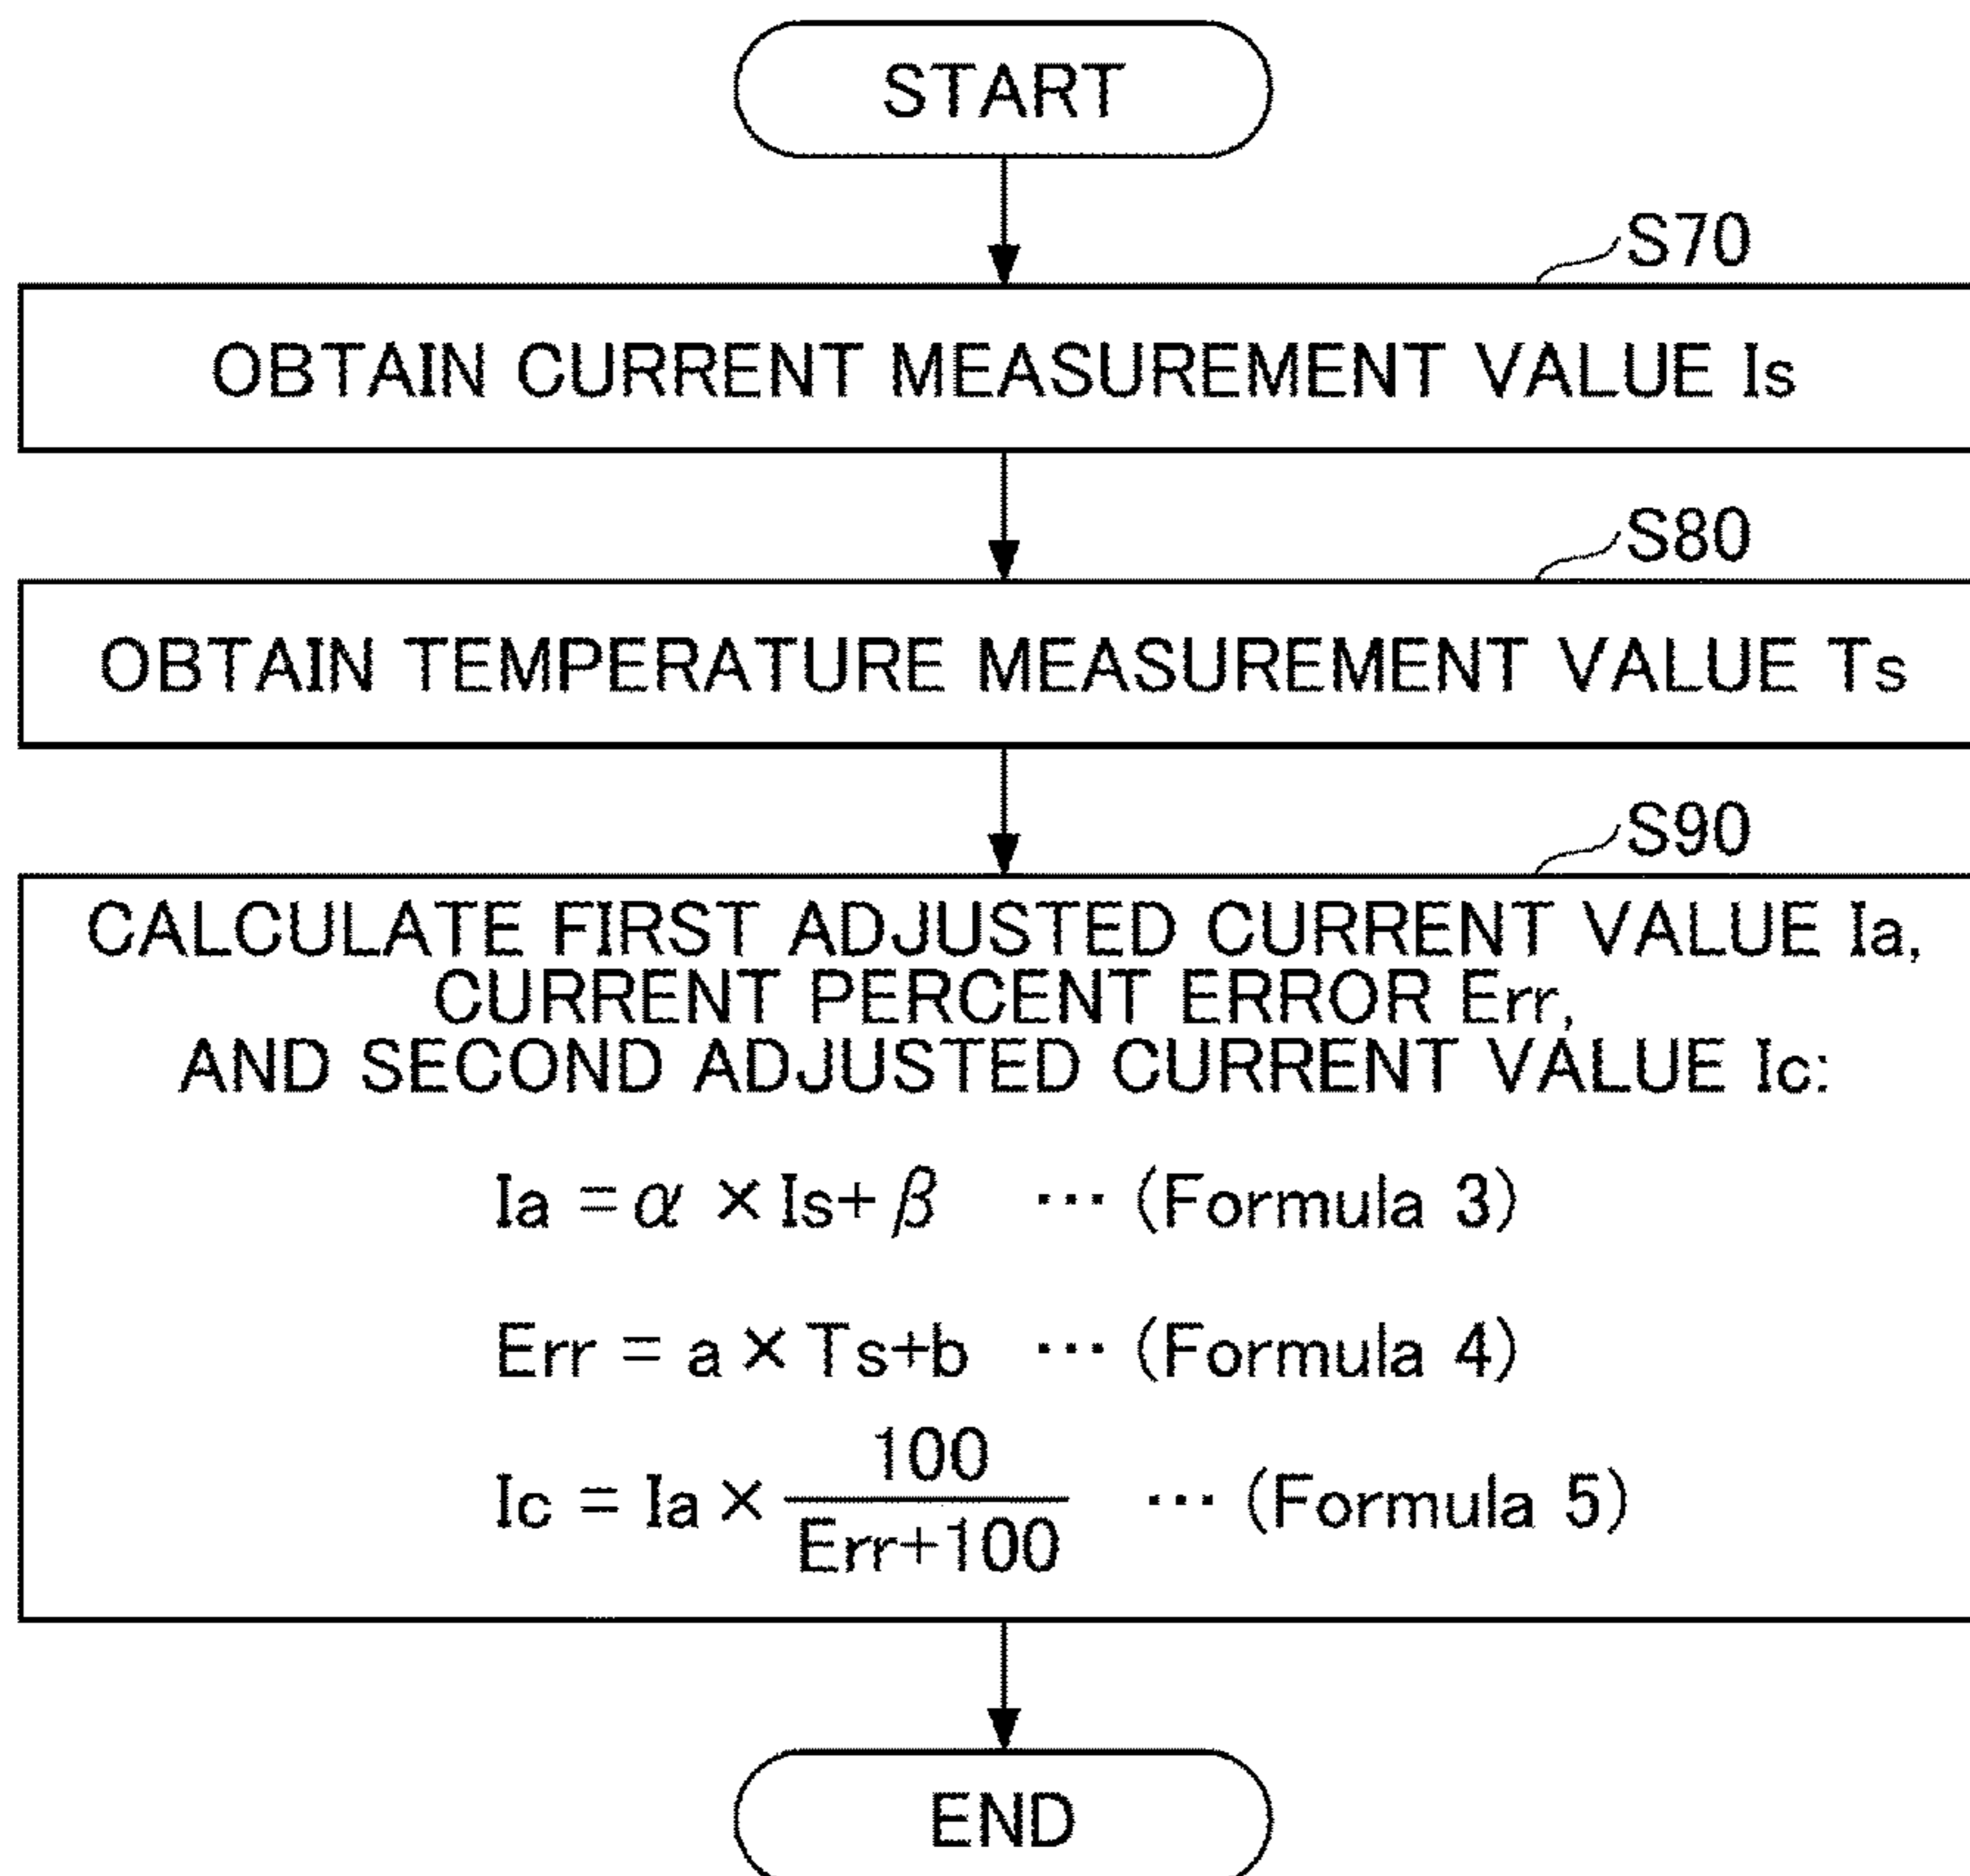 START
S70
OBTAIN CURRENT MEASUREMENT VALUE Is
S80
OBTAIN TEMPERATURE MEASUREMENT VALUE Ts
S90
CALCULATE FIRST ADJUSTED CURRENT VALUE Ia,
CURRENT PERCENT ERROR Err,
AND SECOND ADJUSTED CURRENT VALUE Ic:
Ia = α × Is+ β ··· (Formula 3)
Err = a × Ts+b ··· (Formula 4)
Ic = Ia × 100 / Err+100 ··· (Formula 5)
END